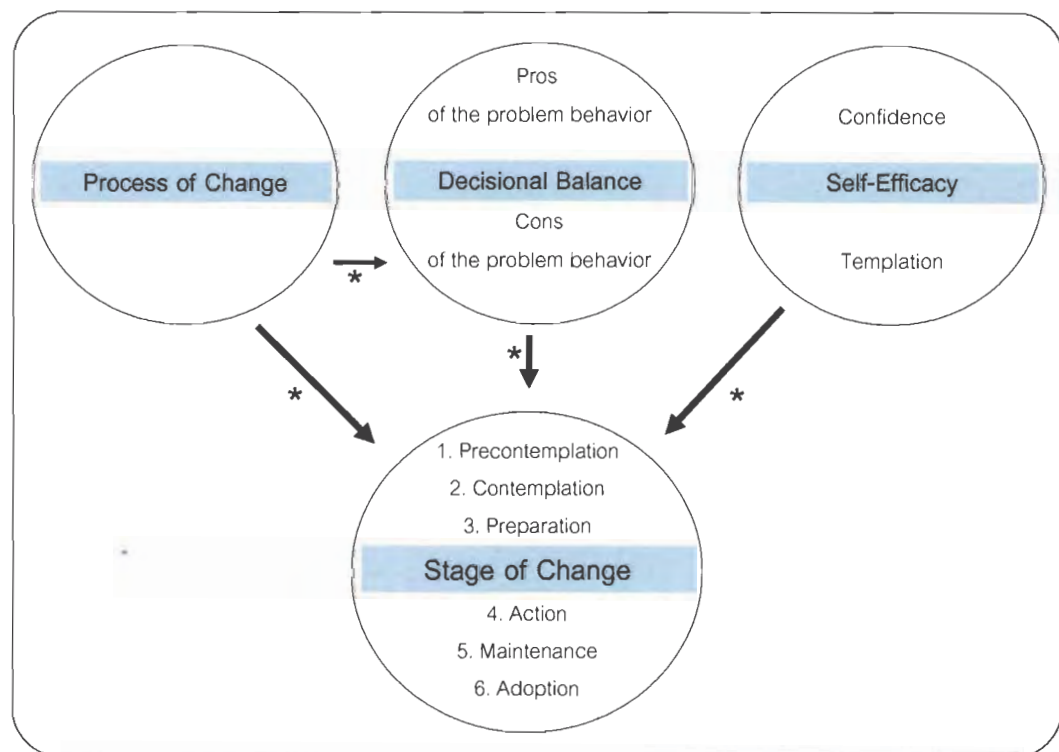 Process of Change
Pros
of the problem behavior
Decisional Balance
Cons
of the problem behavior
Confidence
Self-Efficacy
Templation
*
*
*
*
1. Precontemplation
2. Contemplation
3. Preparation
Stage of Change
4. Action
5. Maintenance
6. Adoption